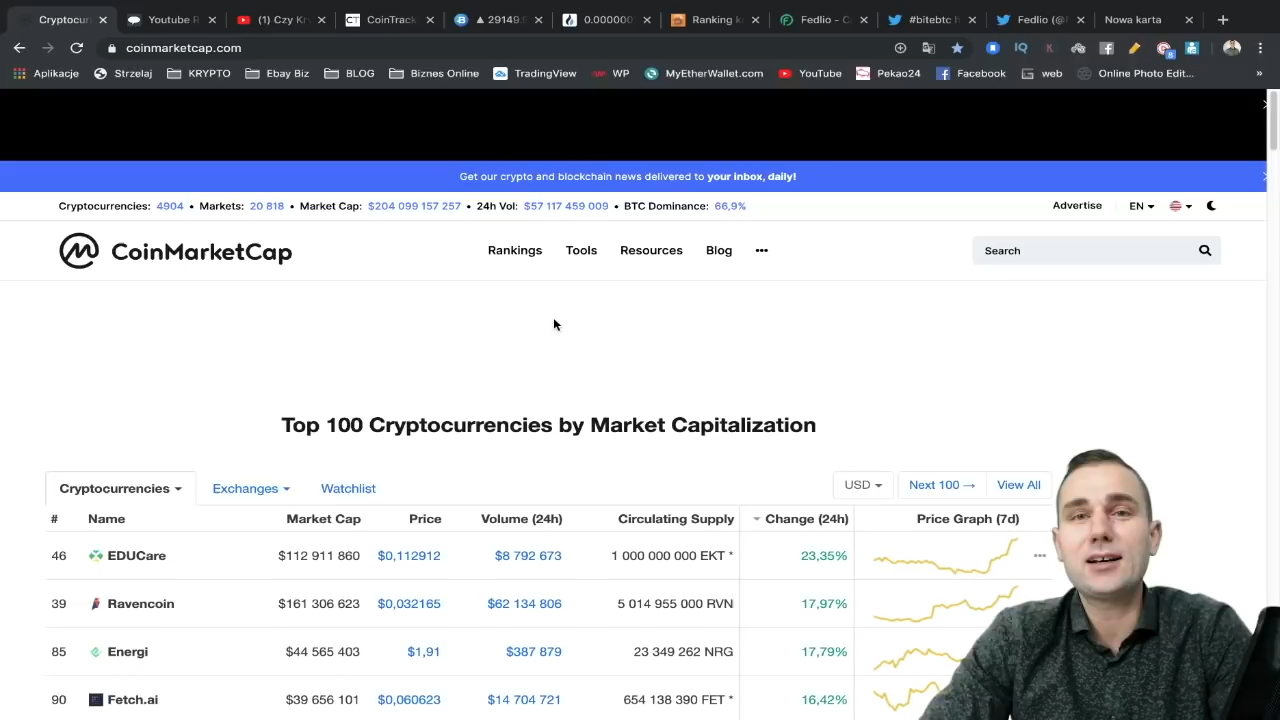 Cryptocur
Youtube R
(1) Czy Kr
CoinTrack
▲ 29149.
0.000000
Ranking k
Fedlio - C
#bitebtc h
Fedlio (@
Nowa karta
coinmarketcap.com
Aplikacje
Strzelaj
KRYPTO
Ebay Biz
BLOG
Biznes Online
TradingView
WP
MyEtherWallet.com
YouTube
Pekao24
Facebook
web
Online Photo Edit...
»
Get our crypto and blockchain news delivered to your inbox, daily!
Cryptocurrencies: 4904 • Markets: 20 818 • Market Cap: $204 099 157 257 • 24h Vol: $57 117 459 009 • BTC Dominance: 66,9%
Advertise
EN
CoinMarketCap
Rankings
Tools
Resources
Blog
•••
Search
Top 100 Cryptocurrencies by Market Capitalization
Cryptocurrencies
Exchanges
Watchlist
USD
Next 100 →
View All
# Name Market Cap Price Volume (24h) Circulating Supply Change (24h) Price Graph (7d)
46 EDUCare $112 911 860 $0,112912 $8 792 673 1 000 000 000 EKT * 23,35%
39 Ravencoin $161 306 623 $0,032165 $62 134 806 5 014 955 000 RVN 17,97%
85 Energi $44 565 403 $1,91 $387 879 23 349 262 NRG 17,79%
90 Fetch.ai $39 656 101 $0,060623 $14 704 721 654 138 390 FET * 16,42%